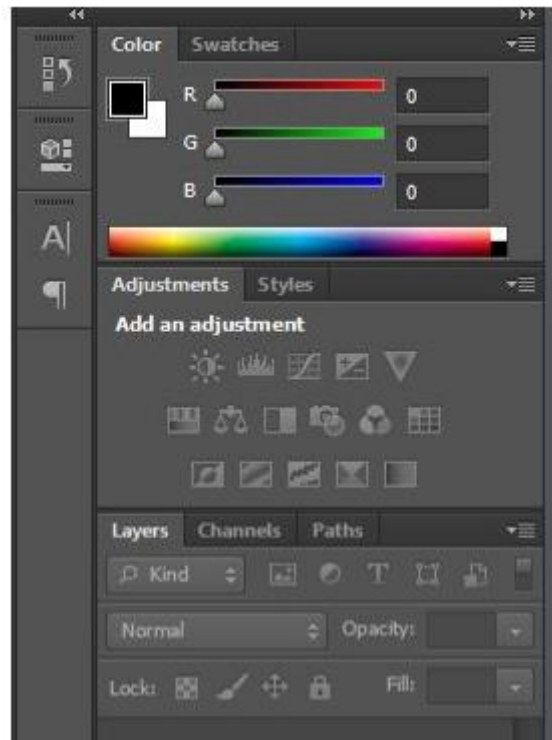 Color Swatches
R 0
G 0
B 0
Adjustments Styles
Add an adjustment
Layers Channels Paths
Kind T
Normal Opacity:
Lock: Fill:
A
¶